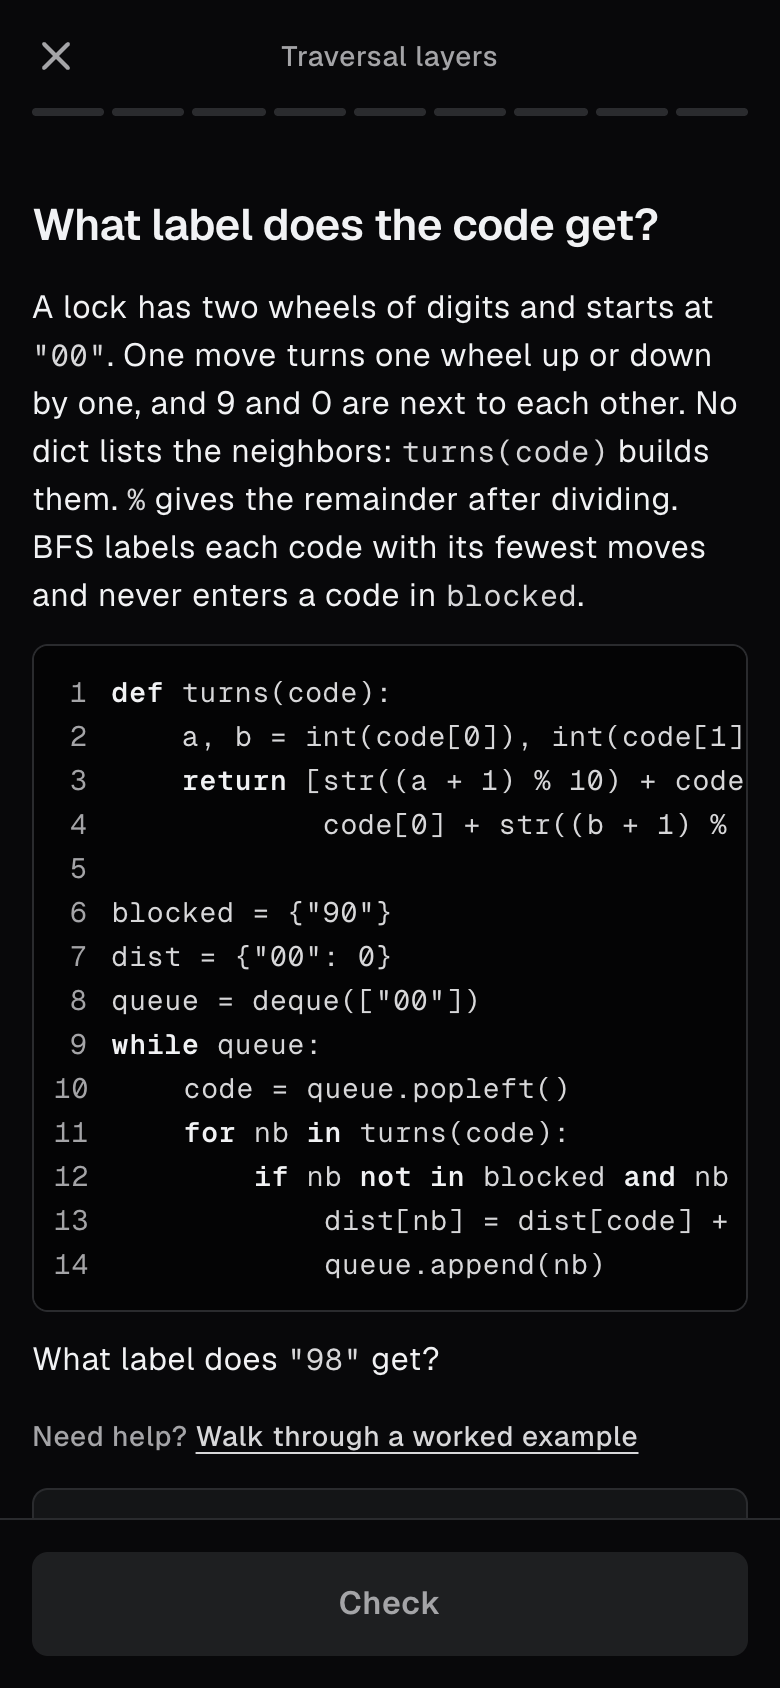 Traversal layers
What label does the code get?
A lock has two wheels of digits and starts at
"00". One move turns one wheel up or down
by one, and 9 and 0 are next to each other. No
dict lists the neighbors: turns(code) builds
them. % gives the remainder after dividing.
BFS labels each code with its fewest moves
and never enters a code in blocked.
1 def turns(code):
2     a, b = int(code[0]), int(code[1]
3     return [str((a + 1) % 10) + code
4             code[0] + str((b + 1) %
5
6 blocked = {"90"}
7 dist = {"00": 0}
8 queue = deque(["00"])
9 while queue:
10     code = queue.popleft()
11     for nb in turns(code):
12         if nb not in blocked and nb
13             dist[nb] = dist[code] +
14             queue.append(nb)
What label does "98" get?
Need help? Walk through a worked example
Check